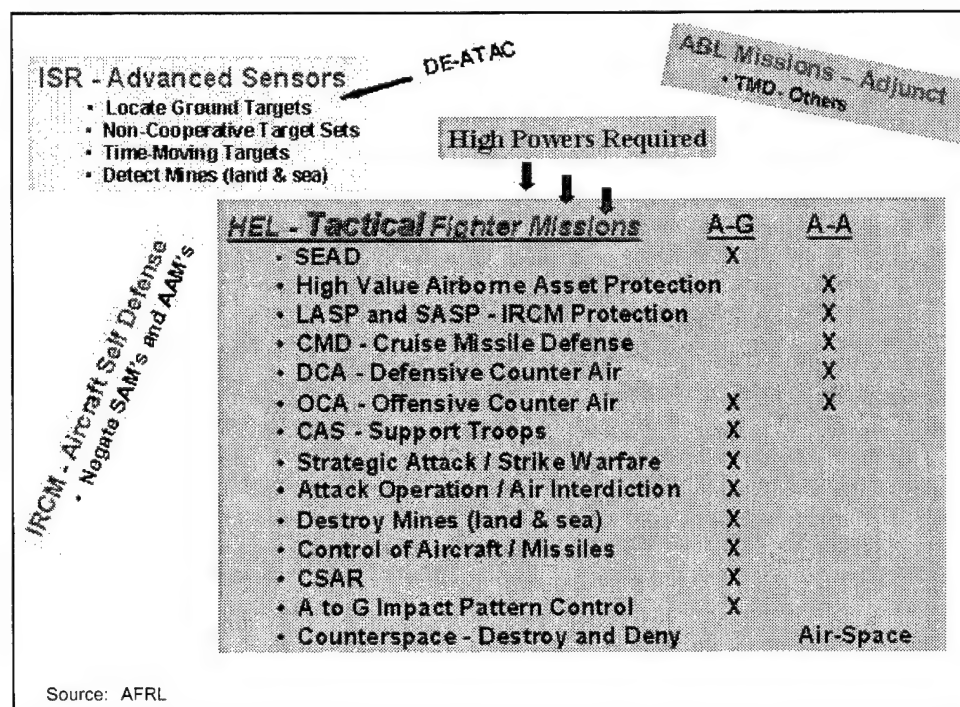 ISR - Advanced Sensors
• Locate Ground Targets
• Non-Cooperative Target Sets
• Time-Moving Targets
• Detect Mines (land & sea)
DE-ATAC
ABL Missions - Adjunct
• TMD - Others
High Powers Required
IRCM - Aircraft Self Defense
• Negate SAM's and AAM's
HEL - Tactical Fighter Missions A-G A-A
• SEAD X
• High Value Airborne Asset Protection X
• LASP and SASP - IRCM Protection X
• CMD - Cruise Missile Defense X
• DCA - Defensive Counter Air X
• OCA - Offensive Counter Air X X
• CAS - Support Troops X
• Strategic Attack / Strike Warfare X
• Attack Operation / Air Interdiction X
• Destroy Mines (land & sea) X
• Control of Aircraft / Missiles X
• CSAR X
• A to G Impact Pattern Control X
• Counterspace - Destroy and Deny Air-Space
Source: AFRL